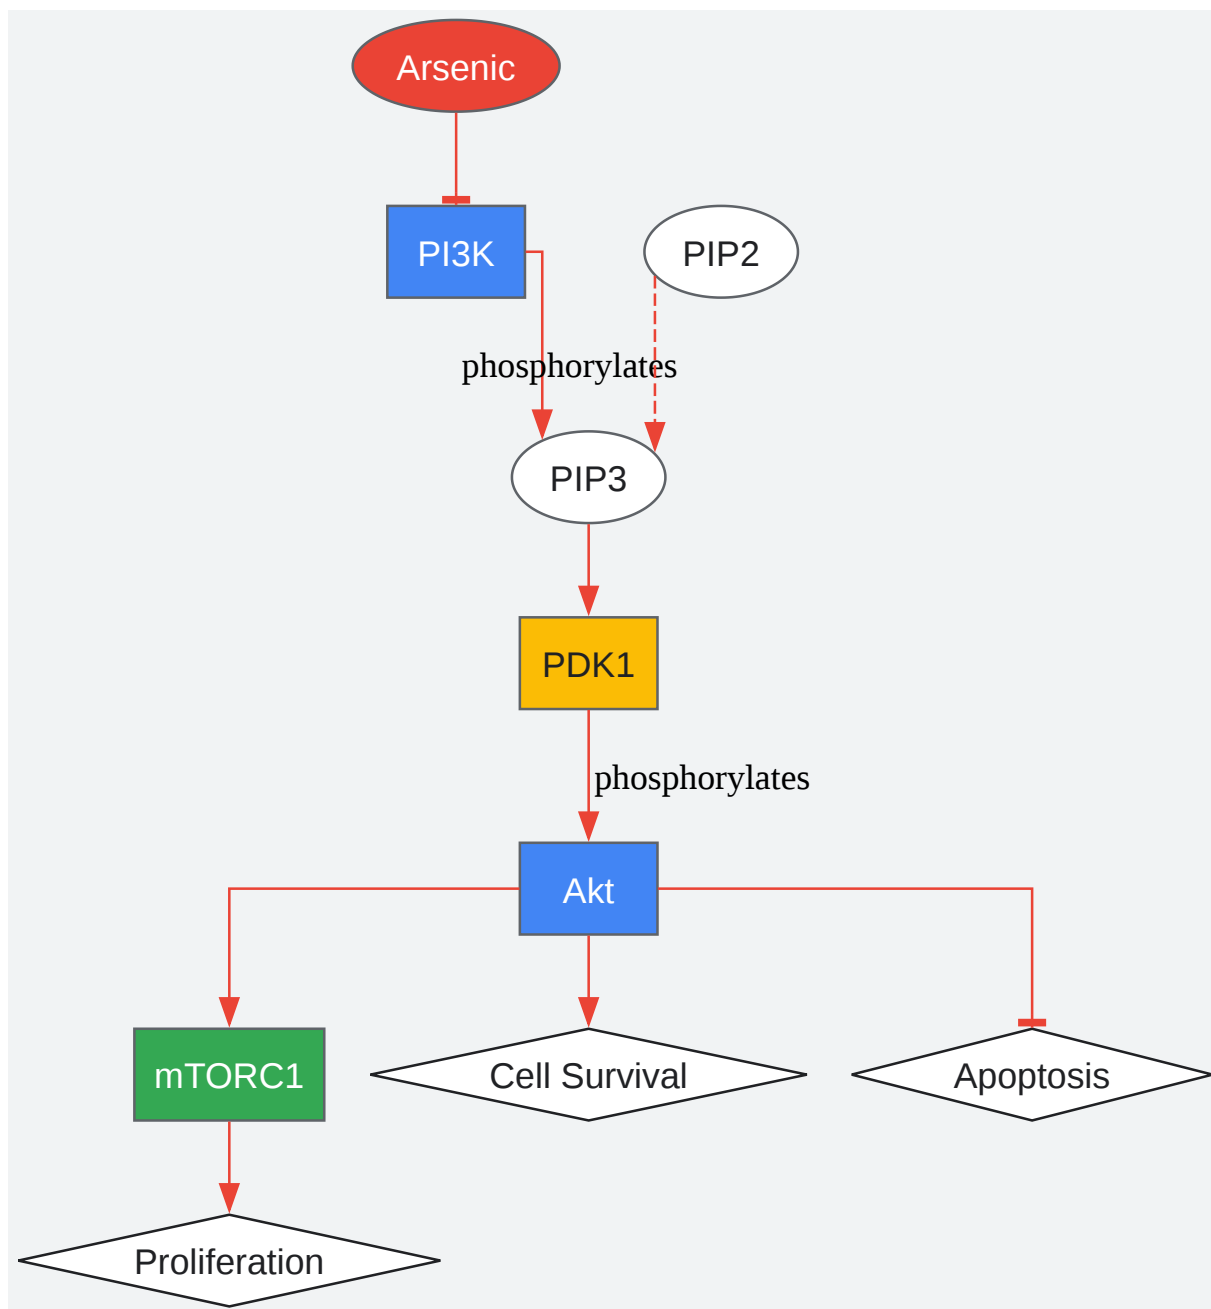 Arsenic
PI3K
PIP2
phosphorylates
PIP3
PDK1
phosphorylates
Akt
mTORC1
Cell Survival
Apoptosis
Proliferation